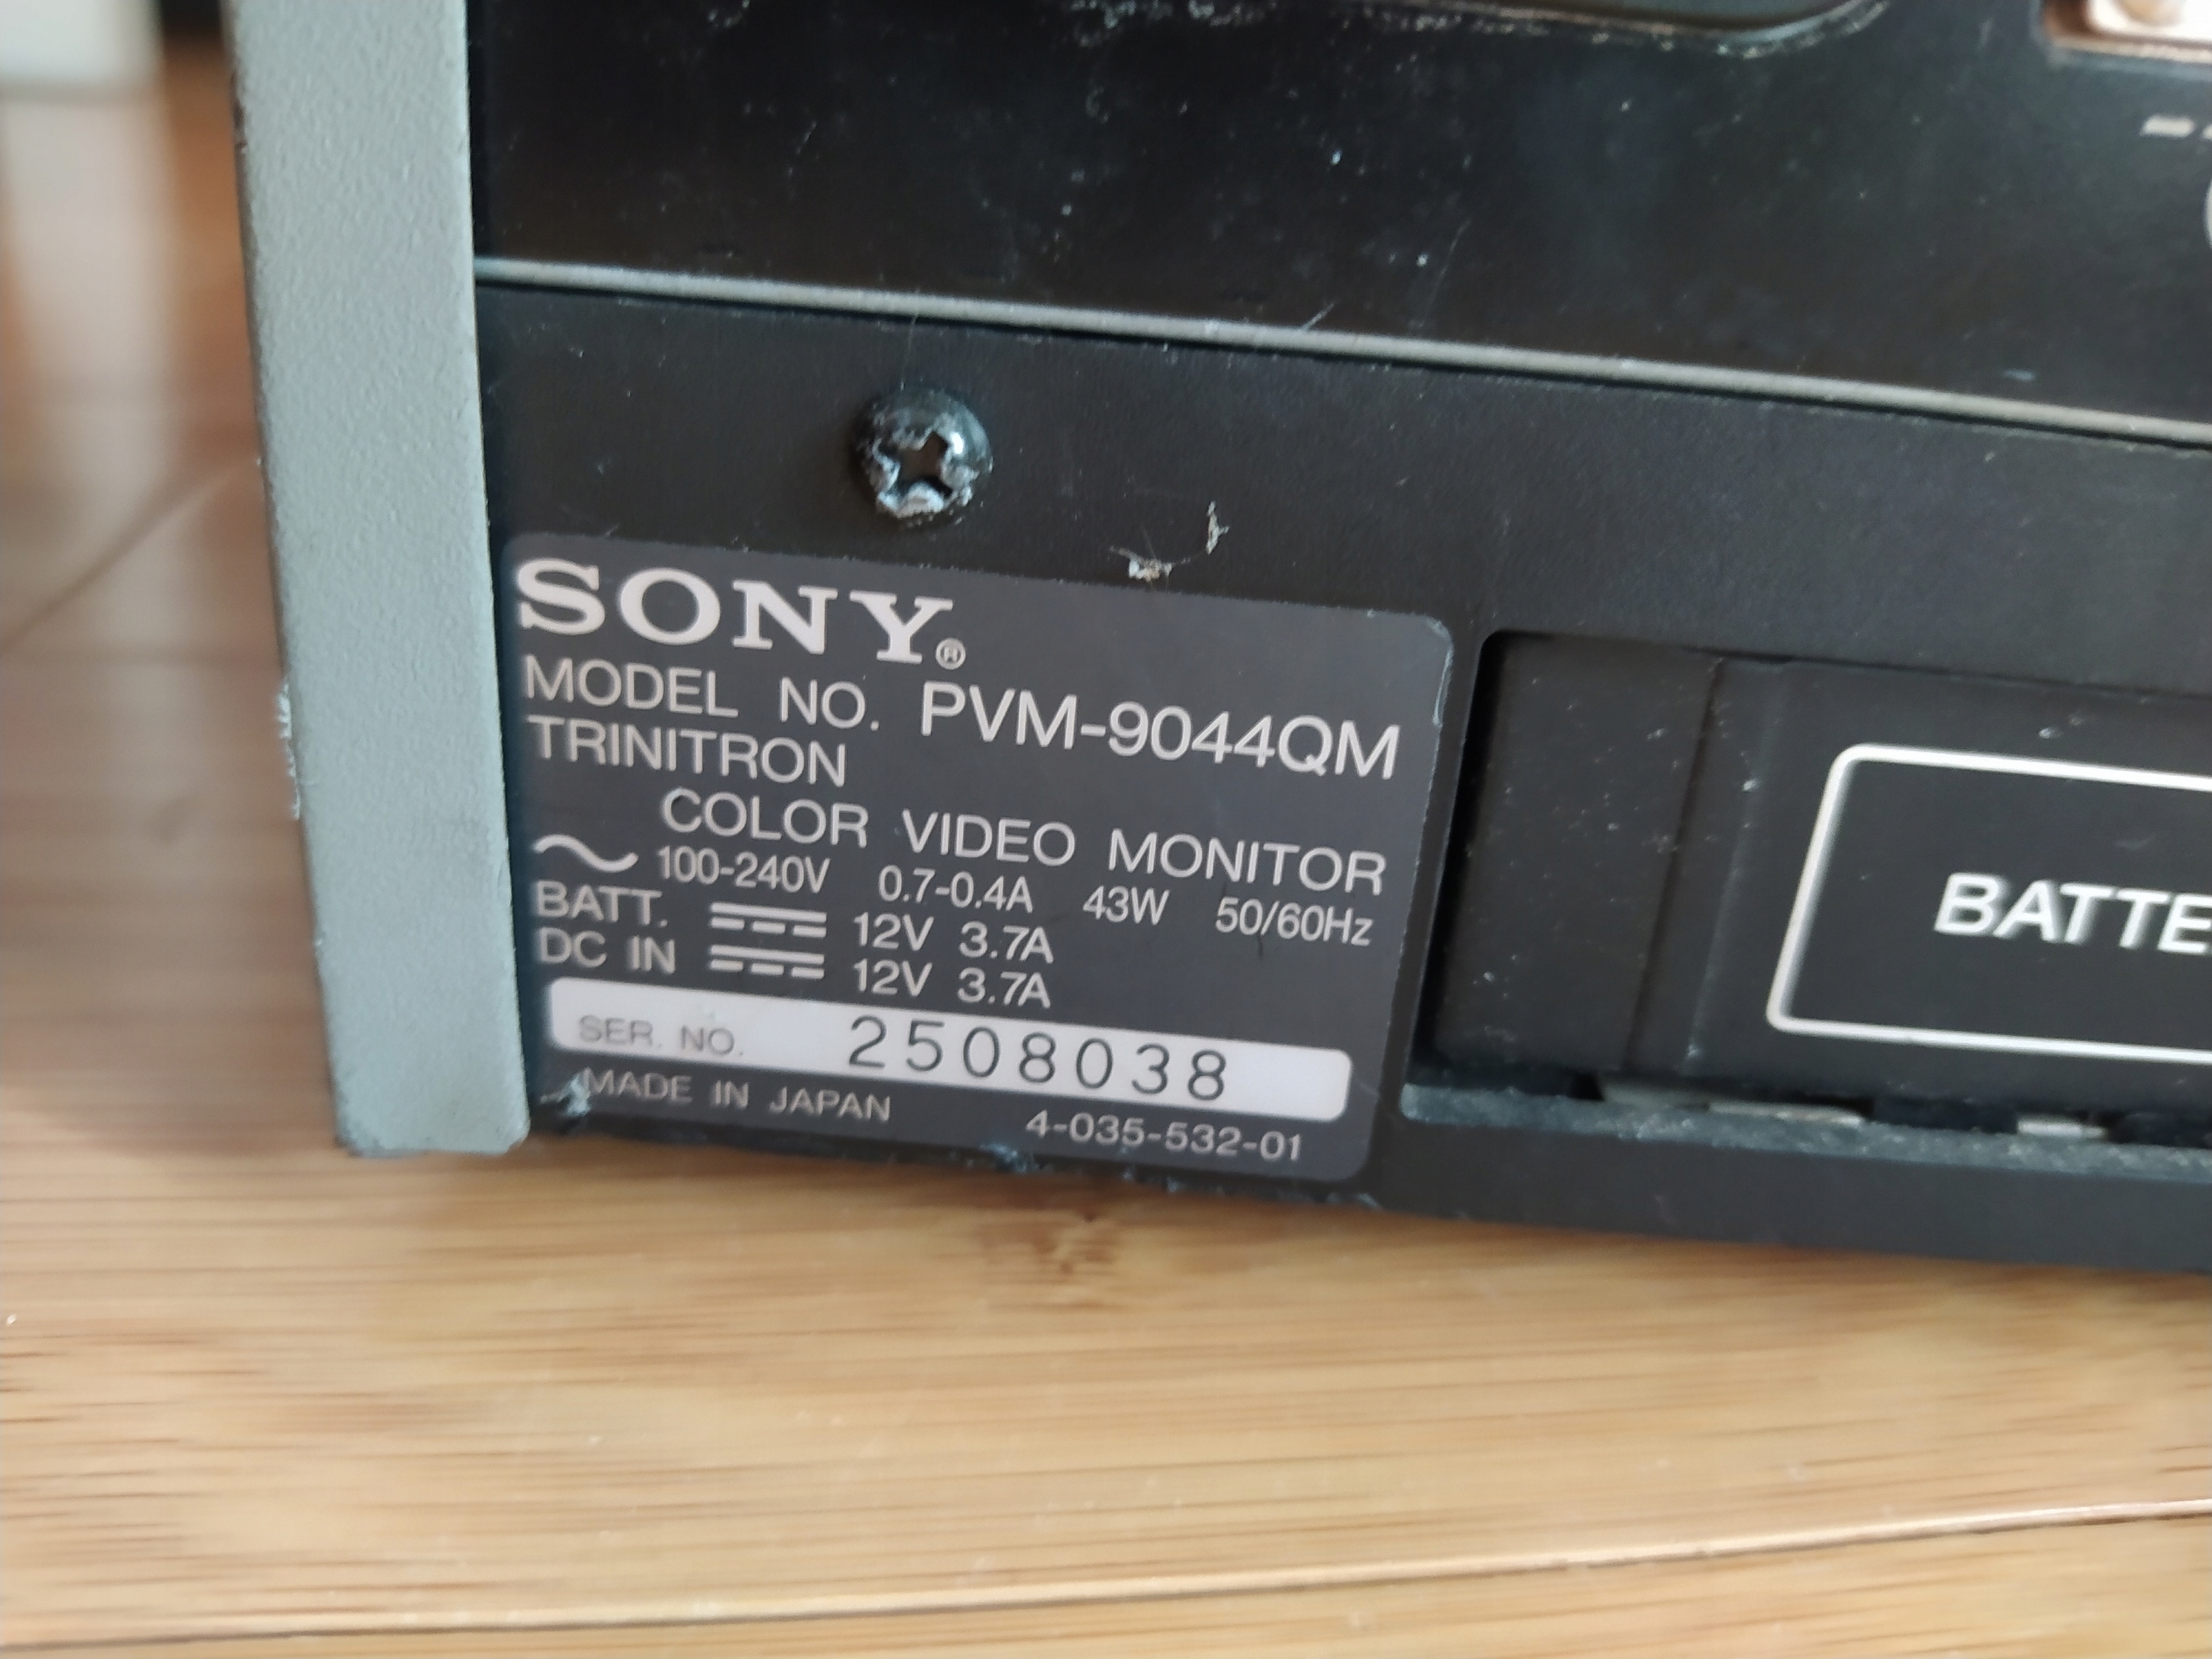 SONY®
MODEL NO. PVM-9044QM
TRINITRON
COLOR VIDEO MONITOR
~ 100-240V 0.7-0.4A 43W 50/60Hz
BATT. ⎓ 12V 3.7A
DC IN ⎓ 12V 3.7A
SER. NO. 2508038
MADE IN JAPAN 4-035-532-01
BATTE